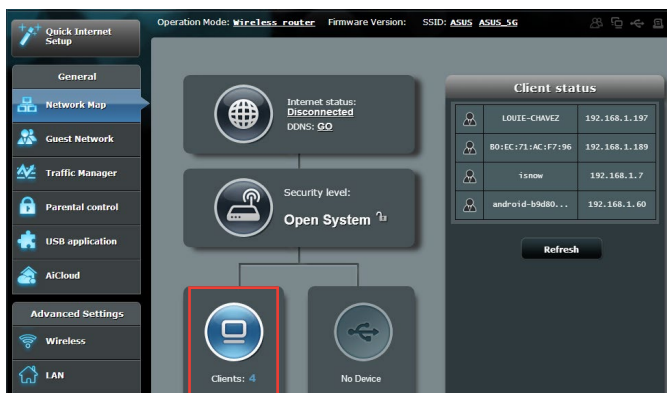 Quick Internet
Setup
Operation Mode: Wireless router Firmware Version: SSID: ASUS ASUS_5G
General
Network Map
Guest Network
Traffic Manager
Parental control
USB application
AiCloud
Advanced Settings
Wireless
LAN
Internet status:
Disconnected
DDNS: GO
Security level:
Open System
Clients: 4
No Device
Client status
LOUIE-CHAVEZ 192.168.1.197
B0:EC:71:AC:F7:96 192.168.1.189
isnow 192.168.1.7
android-b9d80... 192.168.1.60
Refresh